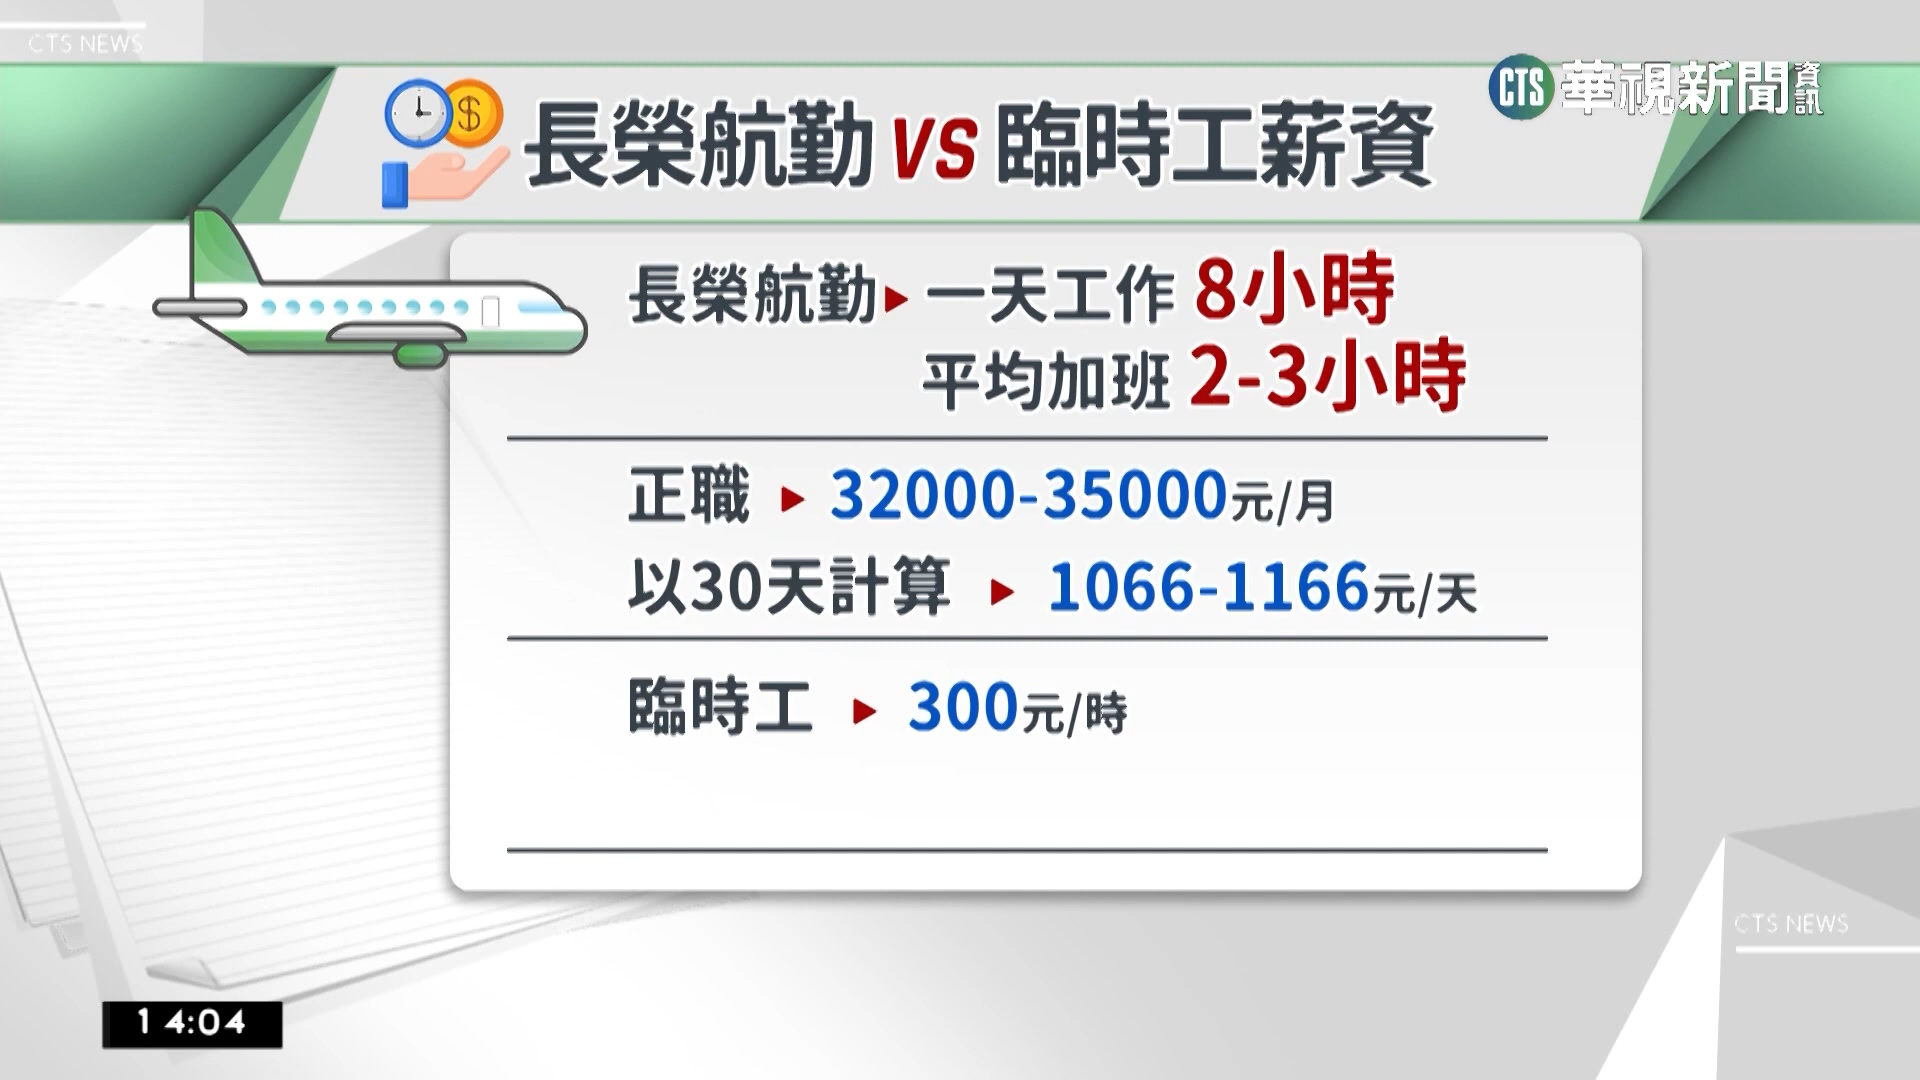 CTS NEWS
CTS 華視新聞資訊
長榮航勤 VS 臨時工薪資
長榮航勤 一天工作 8小時
平均加班 2-3小時
正職 32000-35000元/月
以30天計算 1066-1166元/天
臨時工 300元/時
CTS NEWS
14:04